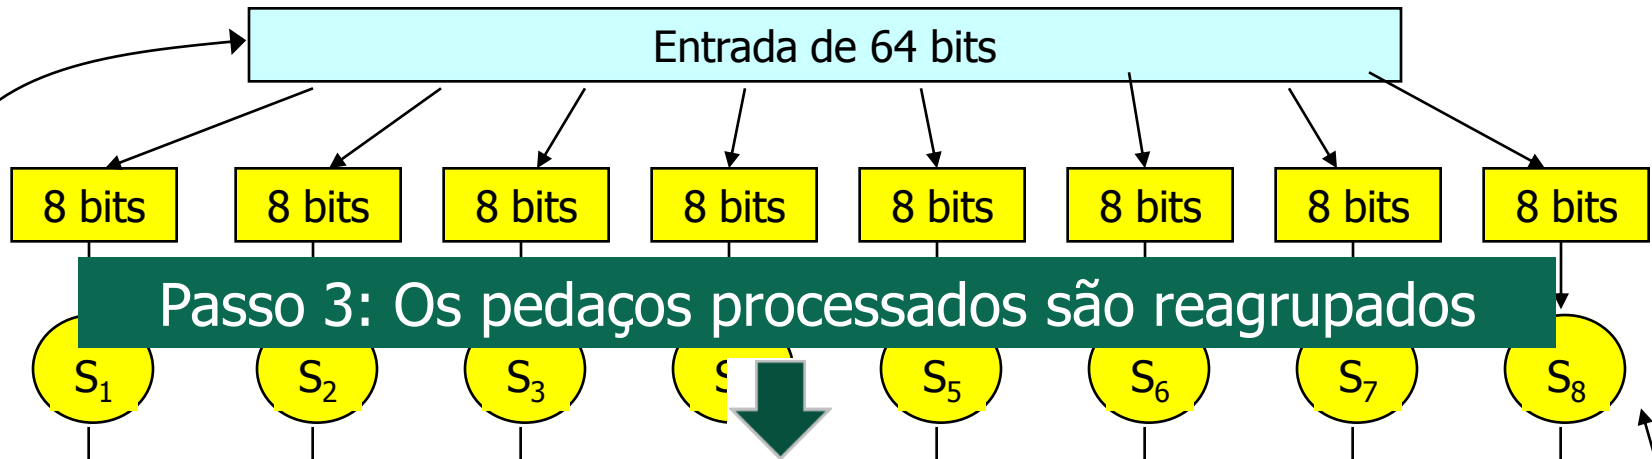 Entrada de 64 bits
8 bits 8 bits 8 bits 8 bits 8 bits 8 bits 8 bits 8 bits
Passo 3: Os pedaços processados são reagrupados
S₁ S₂ S₃ S₅ S₆ S₇ S₈